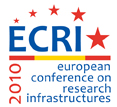 ECRI
2010
european
conference on
research
infrastructures